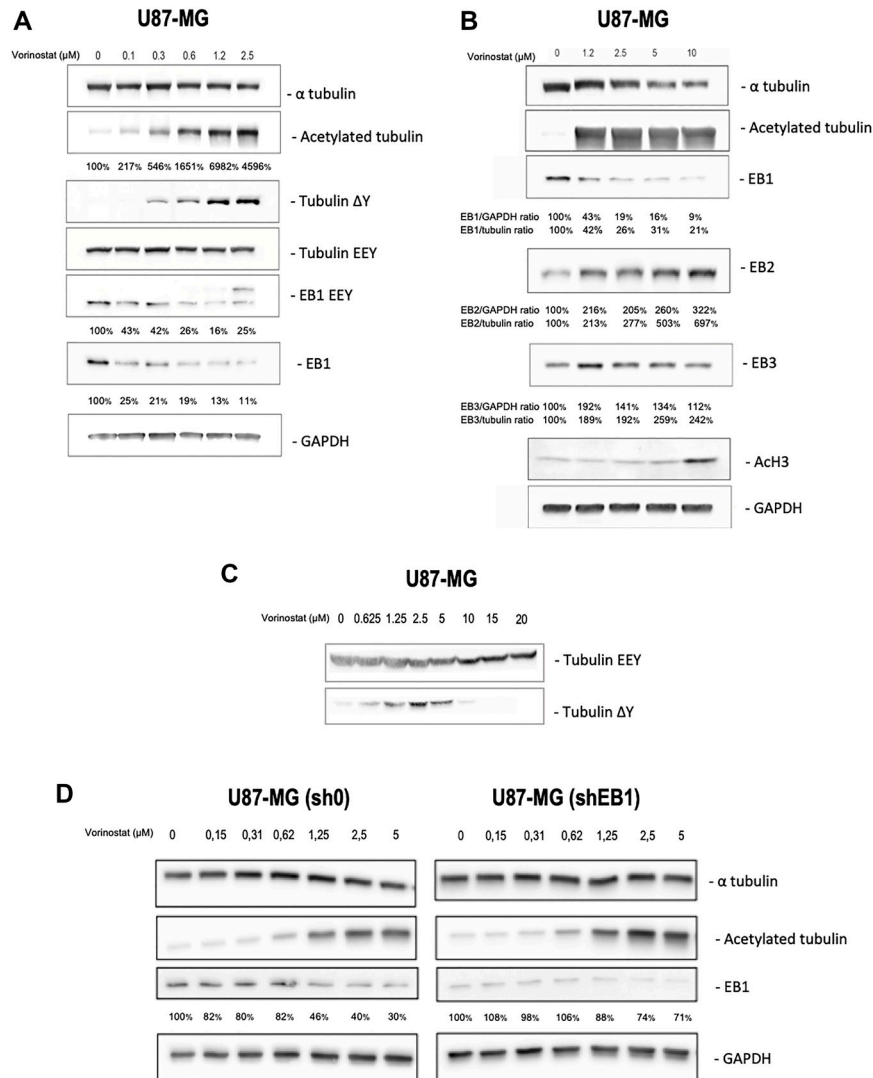 A
U87-MG
Vorinostat (µM) 0 0.1 0.3 0.6 1.2 2.5
- α tubulin
- Acetylated tubulin
100% 217% 546% 1651% 6982% 4596%
- Tubulin ΔY
- Tubulin EEY
- EB1 EEY
100% 43% 42% 26% 16% 25%
- EB1
100% 25% 21% 19% 13% 11%
- GAPDH
B
U87-MG
Vorinostat (µM) 0 1.2 2.5 5 10
- α tubulin
- Acetylated tubulin
- EB1
EB1/GAPDH ratio 100% 43% 19% 16% 9%
EB1/tubulin ratio 100% 42% 26% 31% 21%
- EB2
EB2/GAPDH ratio 100% 216% 205% 260% 322%
EB2/tubulin ratio 100% 213% 277% 503% 697%
- EB3
EB3/GAPDH ratio 100% 192% 141% 134% 112%
EB3/tubulin ratio 100% 189% 192% 259% 242%
- AcH3
- GAPDH
C
U87-MG
Vorinostat (µM) 0 0.625 1.25 2.5 5 10 15 20
- Tubulin EEY
- Tubulin ΔY
D
U87-MG (sh0) U87-MG (shEB1)
Vorinostat (µM) 0 0,15 0,31 0,62 1,25 2,5 5 0 0,15 0,31 0,62 1,25 2,5 5
- α tubulin
- Acetylated tubulin
- EB1
100% 82% 80% 82% 46% 40% 30% 100% 108% 98% 106% 88% 74% 71%
- GAPDH